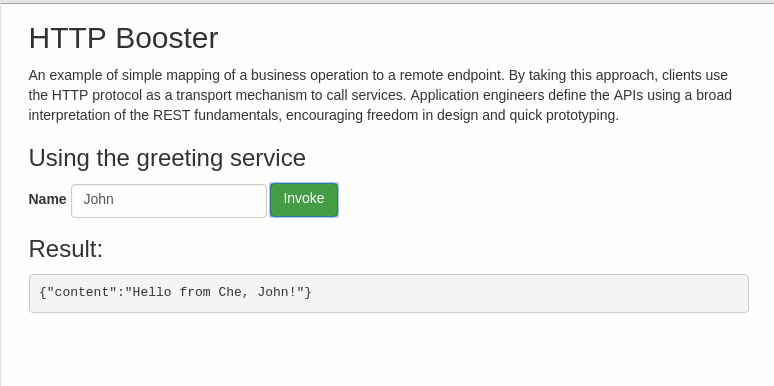 HTTP Booster
An example of simple mapping of a business operation to a remote endpoint. By taking this approach, clients use
the HTTP protocol as a transport mechanism to call services. Application engineers define the APIs using a broad
interpretation of the REST fundamentals, encouraging freedom in design and quick prototyping.
Using the greeting service
Name John Invoke
Result:
{"content":"Hello from Che, John!"}